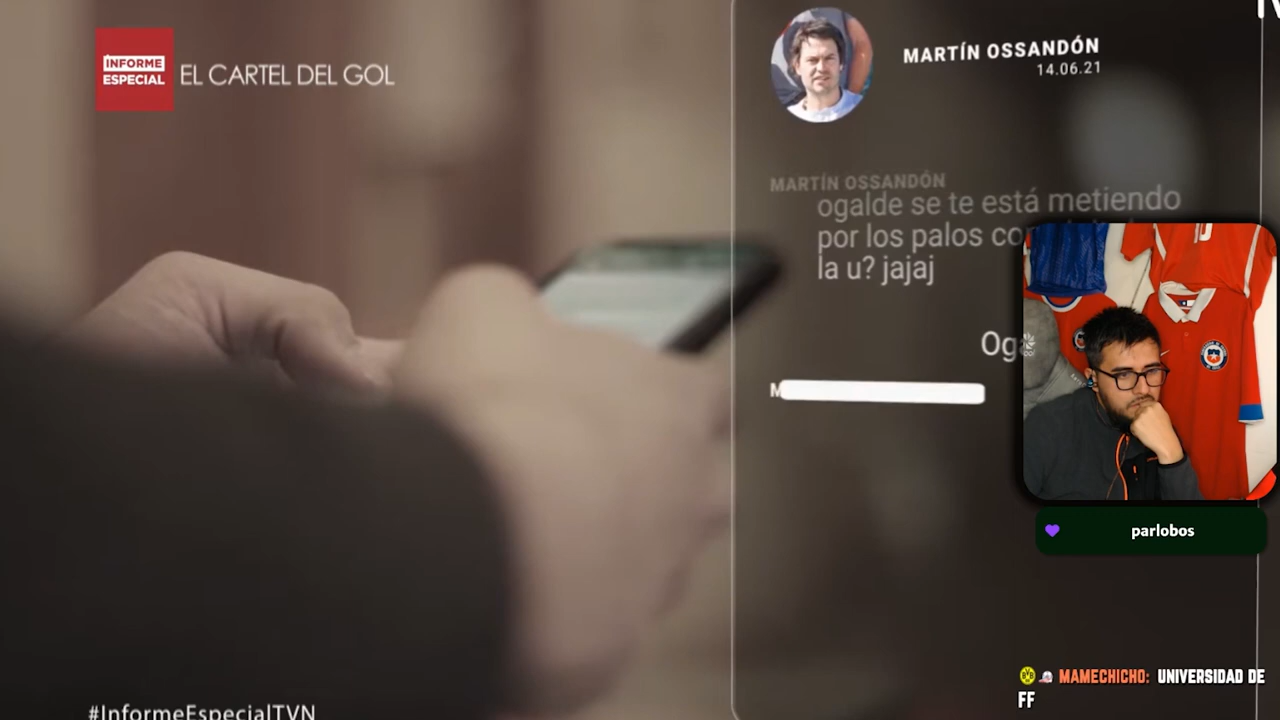 INFORME
ESPECIAL
EL CARTEL DEL GOL
MARTÍN OSSANDÓN
14.06.21
MARTÍN OSSANDÓN
ogalde se te está metiendo
por los palos
la u? jajaj
parlobos
MAMECHICHO: UNIVERSIDAD DE
FF
#InformeEspecialTVN